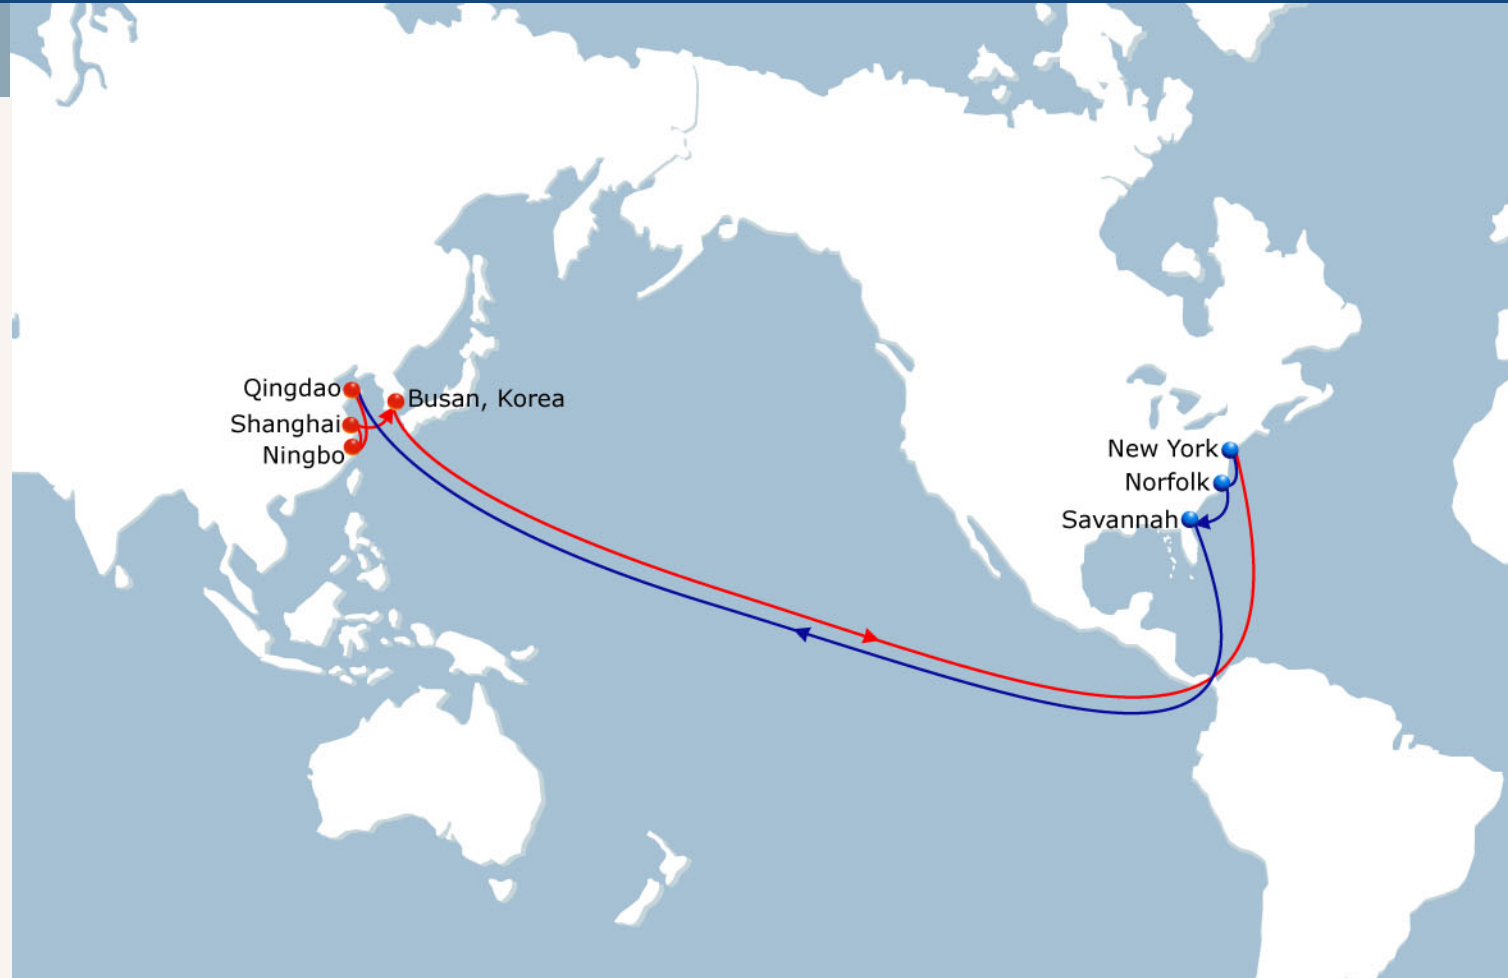 Qingdao
Busan, Korea
Shanghai
Ningbo
New York
Norfolk
Savannah